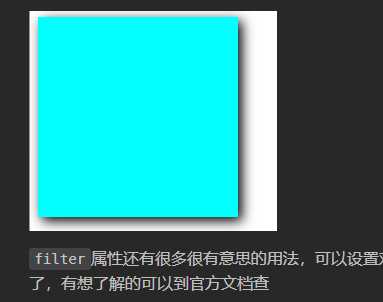 filter属性还有很多很有意思的用法，可以设置
了，有想了解的可以到官方文档查